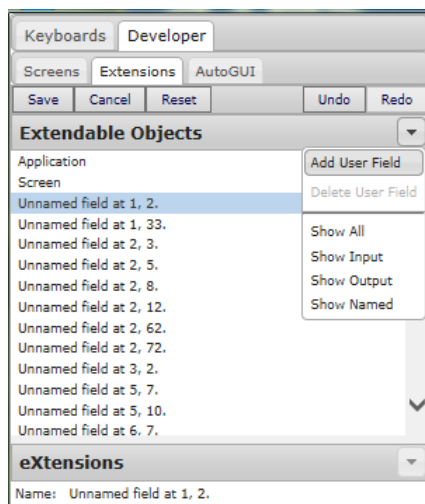 Keyboards Developer
Screens Extensions AutoGUI
Save Cancel Reset Undo Redo
Extendable Objects
Application
Screen
Unnamed field at 1, 2.
Unnamed field at 1, 33.
Unnamed field at 2, 3.
Unnamed field at 2, 5.
Unnamed field at 2, 8.
Unnamed field at 2, 12.
Unnamed field at 2, 62.
Unnamed field at 2, 72.
Unnamed field at 3, 2.
Unnamed field at 5, 7.
Unnamed field at 5, 10.
Unnamed field at 6, 7.
Add User Field
Delete User Field
Show All
Show Input
Show Output
Show Named
eXtensions
Name: Unnamed field at 1, 2.